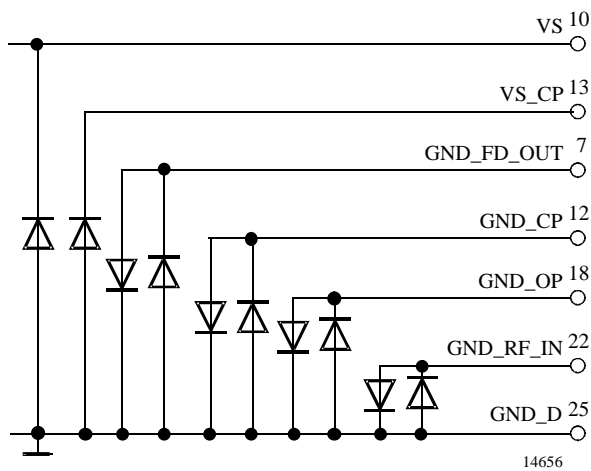 VS 10
VS_CP 13
GND_FD_OUT 7
GND_CP 12
GND_OP 18
GND_RF_IN 22
GND_D 25
14656